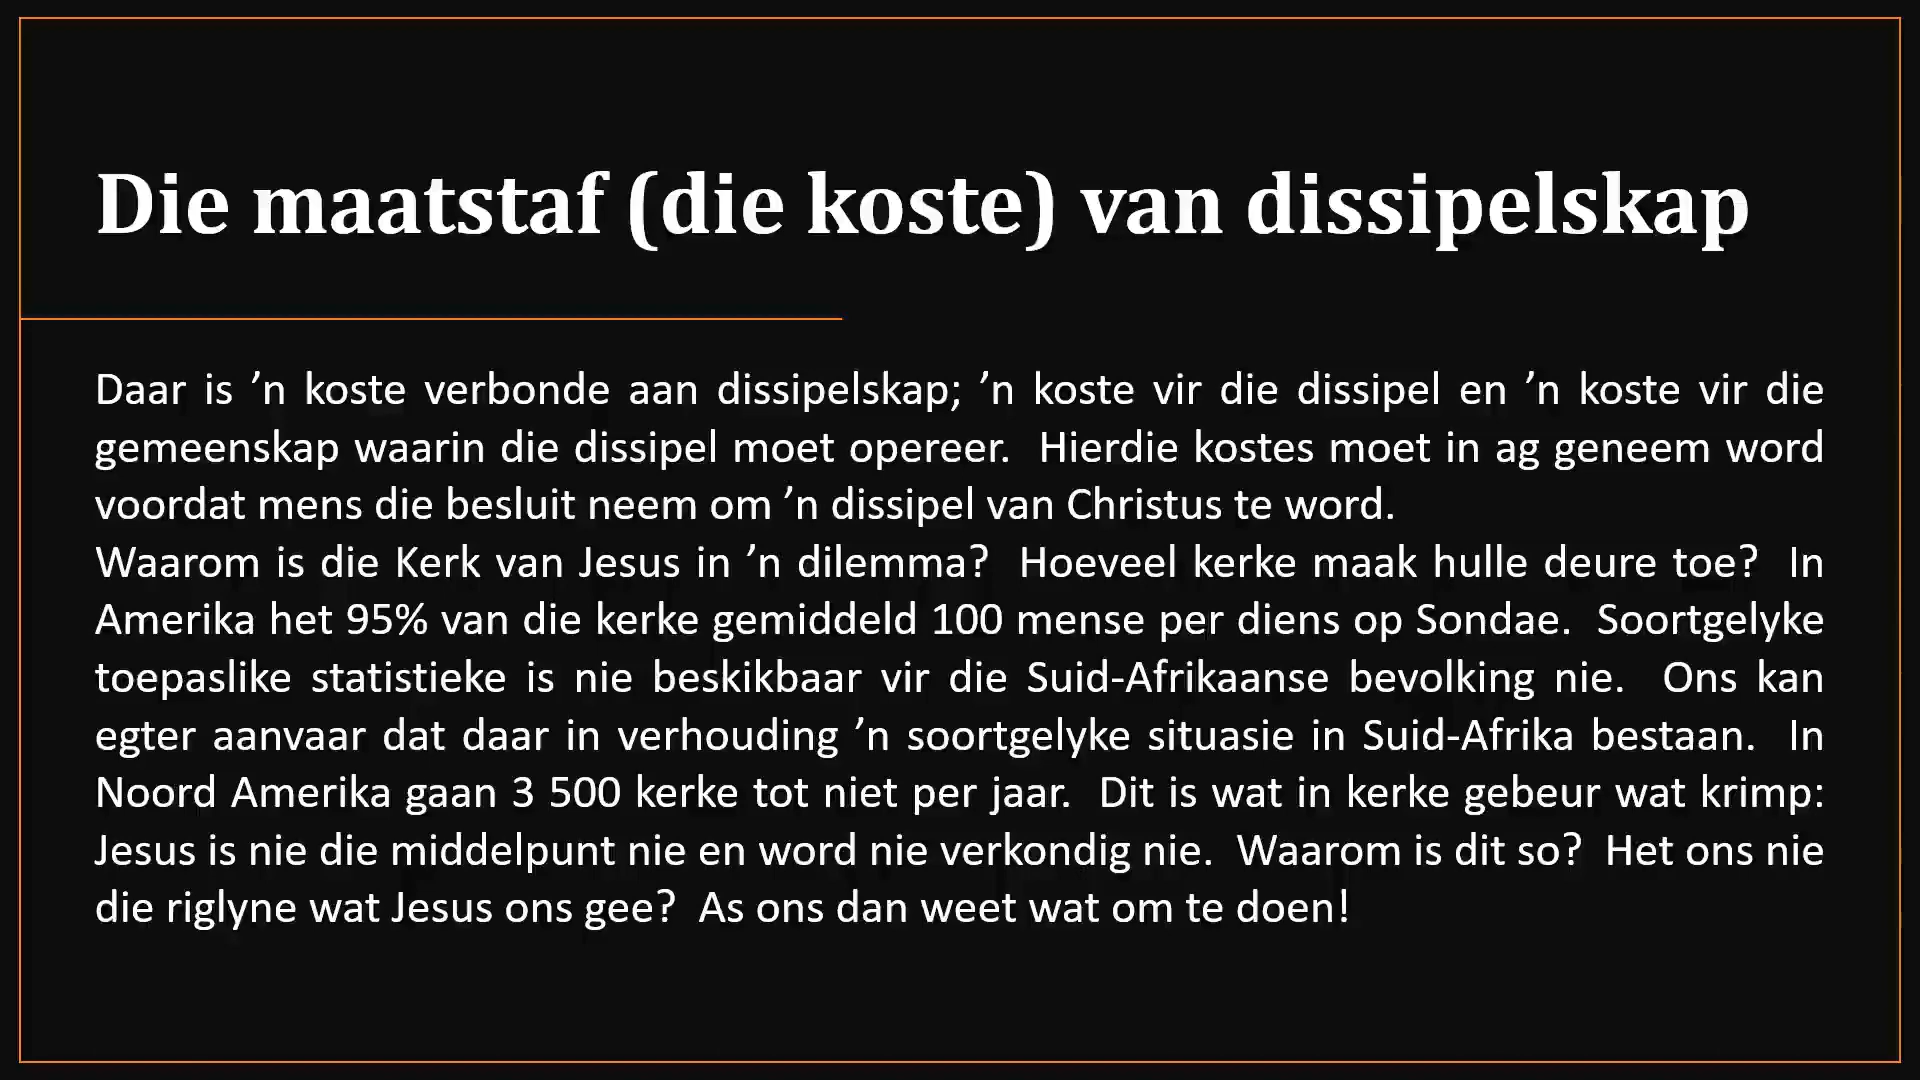 Die maatstaf (die koste) van dissipelskap
Daar is ’n koste verbonde aan dissipelskap; ’n koste vir die dissipel en ’n koste vir die
gemeenskap waarin die dissipel moet opereer.  Hierdie kostes moet in ag geneem word
voordat mens die besluit neem om ’n dissipel van Christus te word.
Waarom is die Kerk van Jesus in ’n dilemma?  Hoeveel kerke maak hulle deure toe?  In
Amerika het 95% van die kerke gemiddeld 100 mense per diens op Sondae.  Soortgelyke
toepaslike statistieke is nie beskikbaar vir die Suid-Afrikaanse bevolking nie.  Ons kan
egter aanvaar dat daar in verhouding ’n soortgelyke situasie in Suid-Afrika bestaan.  In
Noord Amerika gaan 3 500 kerke tot niet per jaar.  Dit is wat in kerke gebeur wat krimp:
Jesus is nie die middelpunt nie en word nie verkondig nie.  Waarom is dit so?  Het ons nie
die riglyne wat Jesus ons gee?  As ons dan weet wat om te doen!